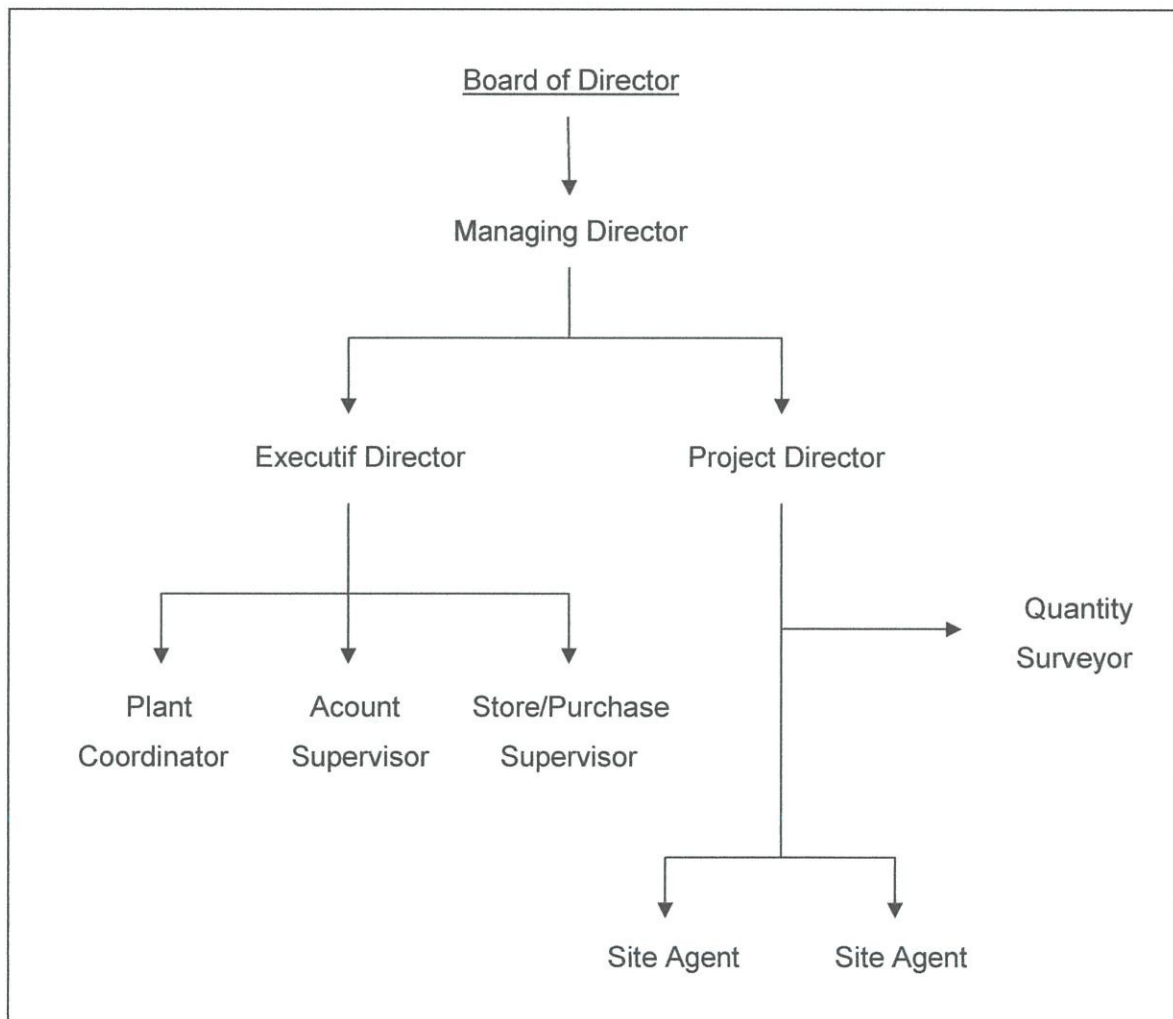 Board of Director
Managing Director
Executif Director
Project Director
Quantity
Surveyor
Plant
Coordinator
Acount
Supervisor
Store/Purchase
Supervisor
Site Agent
Site Agent